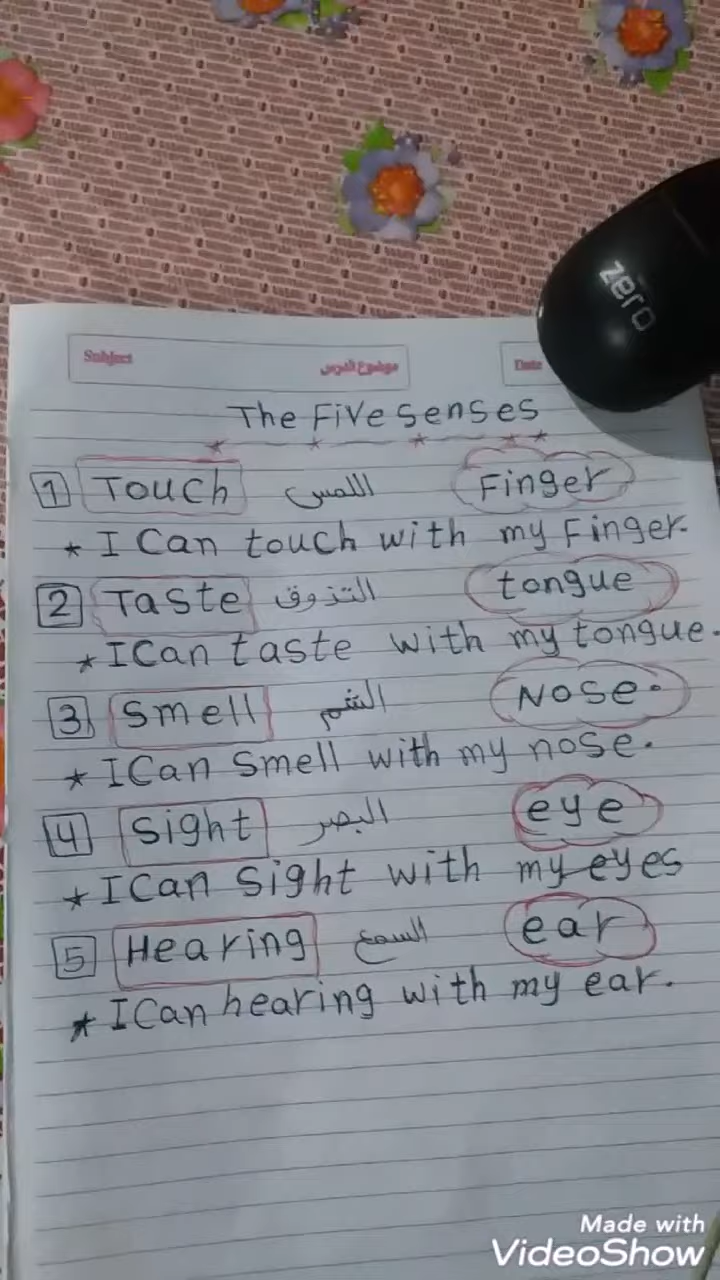 zero
Subject موضوع الدرس Date
The Five Senses
1 Touch اللمس Finger
* I Can touch with my Finger.
2 Taste التذوق tongue
* I Can taste with my tongue.
3 Smell الشم Nose.
* I Can Smell with my nose.
4 Sight البصر eye
* I Can Sight with my eyes
5 Hearing السمع ear
* I Can hearing with my ear.
Made with
VideoShow